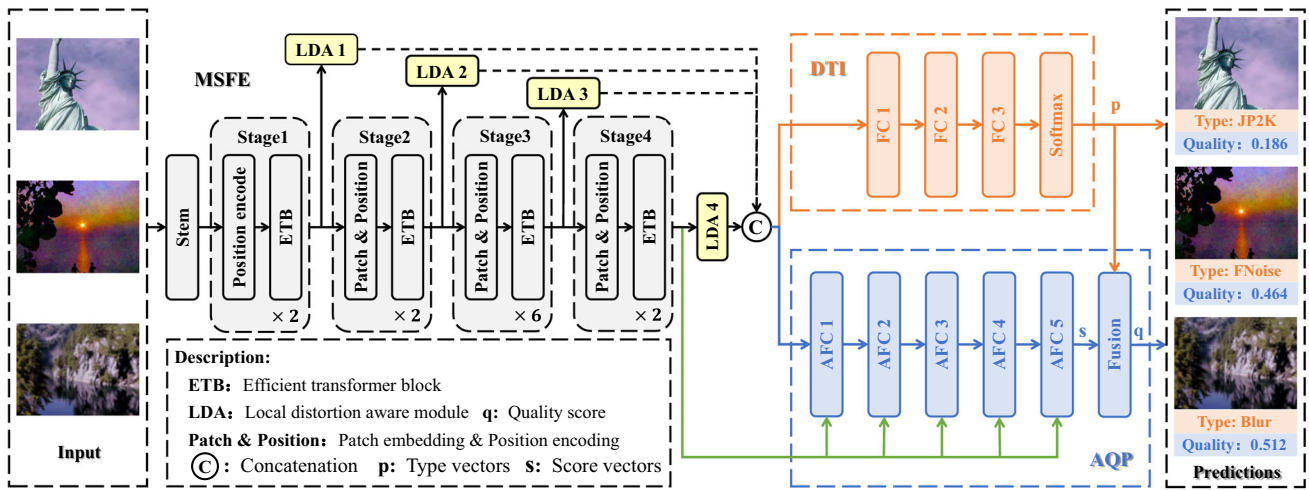 Input
MSFE
LDA 1
LDA 2
LDA 3
Stem
Stage1
Position encode
ETB
× 2
Stage2
Patch & Position
ETB
× 2
Stage3
Patch & Position
ETB
× 6
Stage4
Patch & Position
ETB
× 2
LDA 4
C
Description:
ETB: Efficient transformer block
LDA: Local distortion aware module q: Quality score
Patch & Position: Patch embedding & Position encoding
C : Concatenation p: Type vectors s: Score vectors
DTI
FC 1
FC 2
FC 3
Softmax
p
AFC 1
AFC 2
AFC 3
AFC 4
AFC 5
s
Fusion
q
AQP
Type: JP2K
Quality: 0.186
Type: FNoise
Quality: 0.464
Type: Blur
Quality: 0.512
Predictions